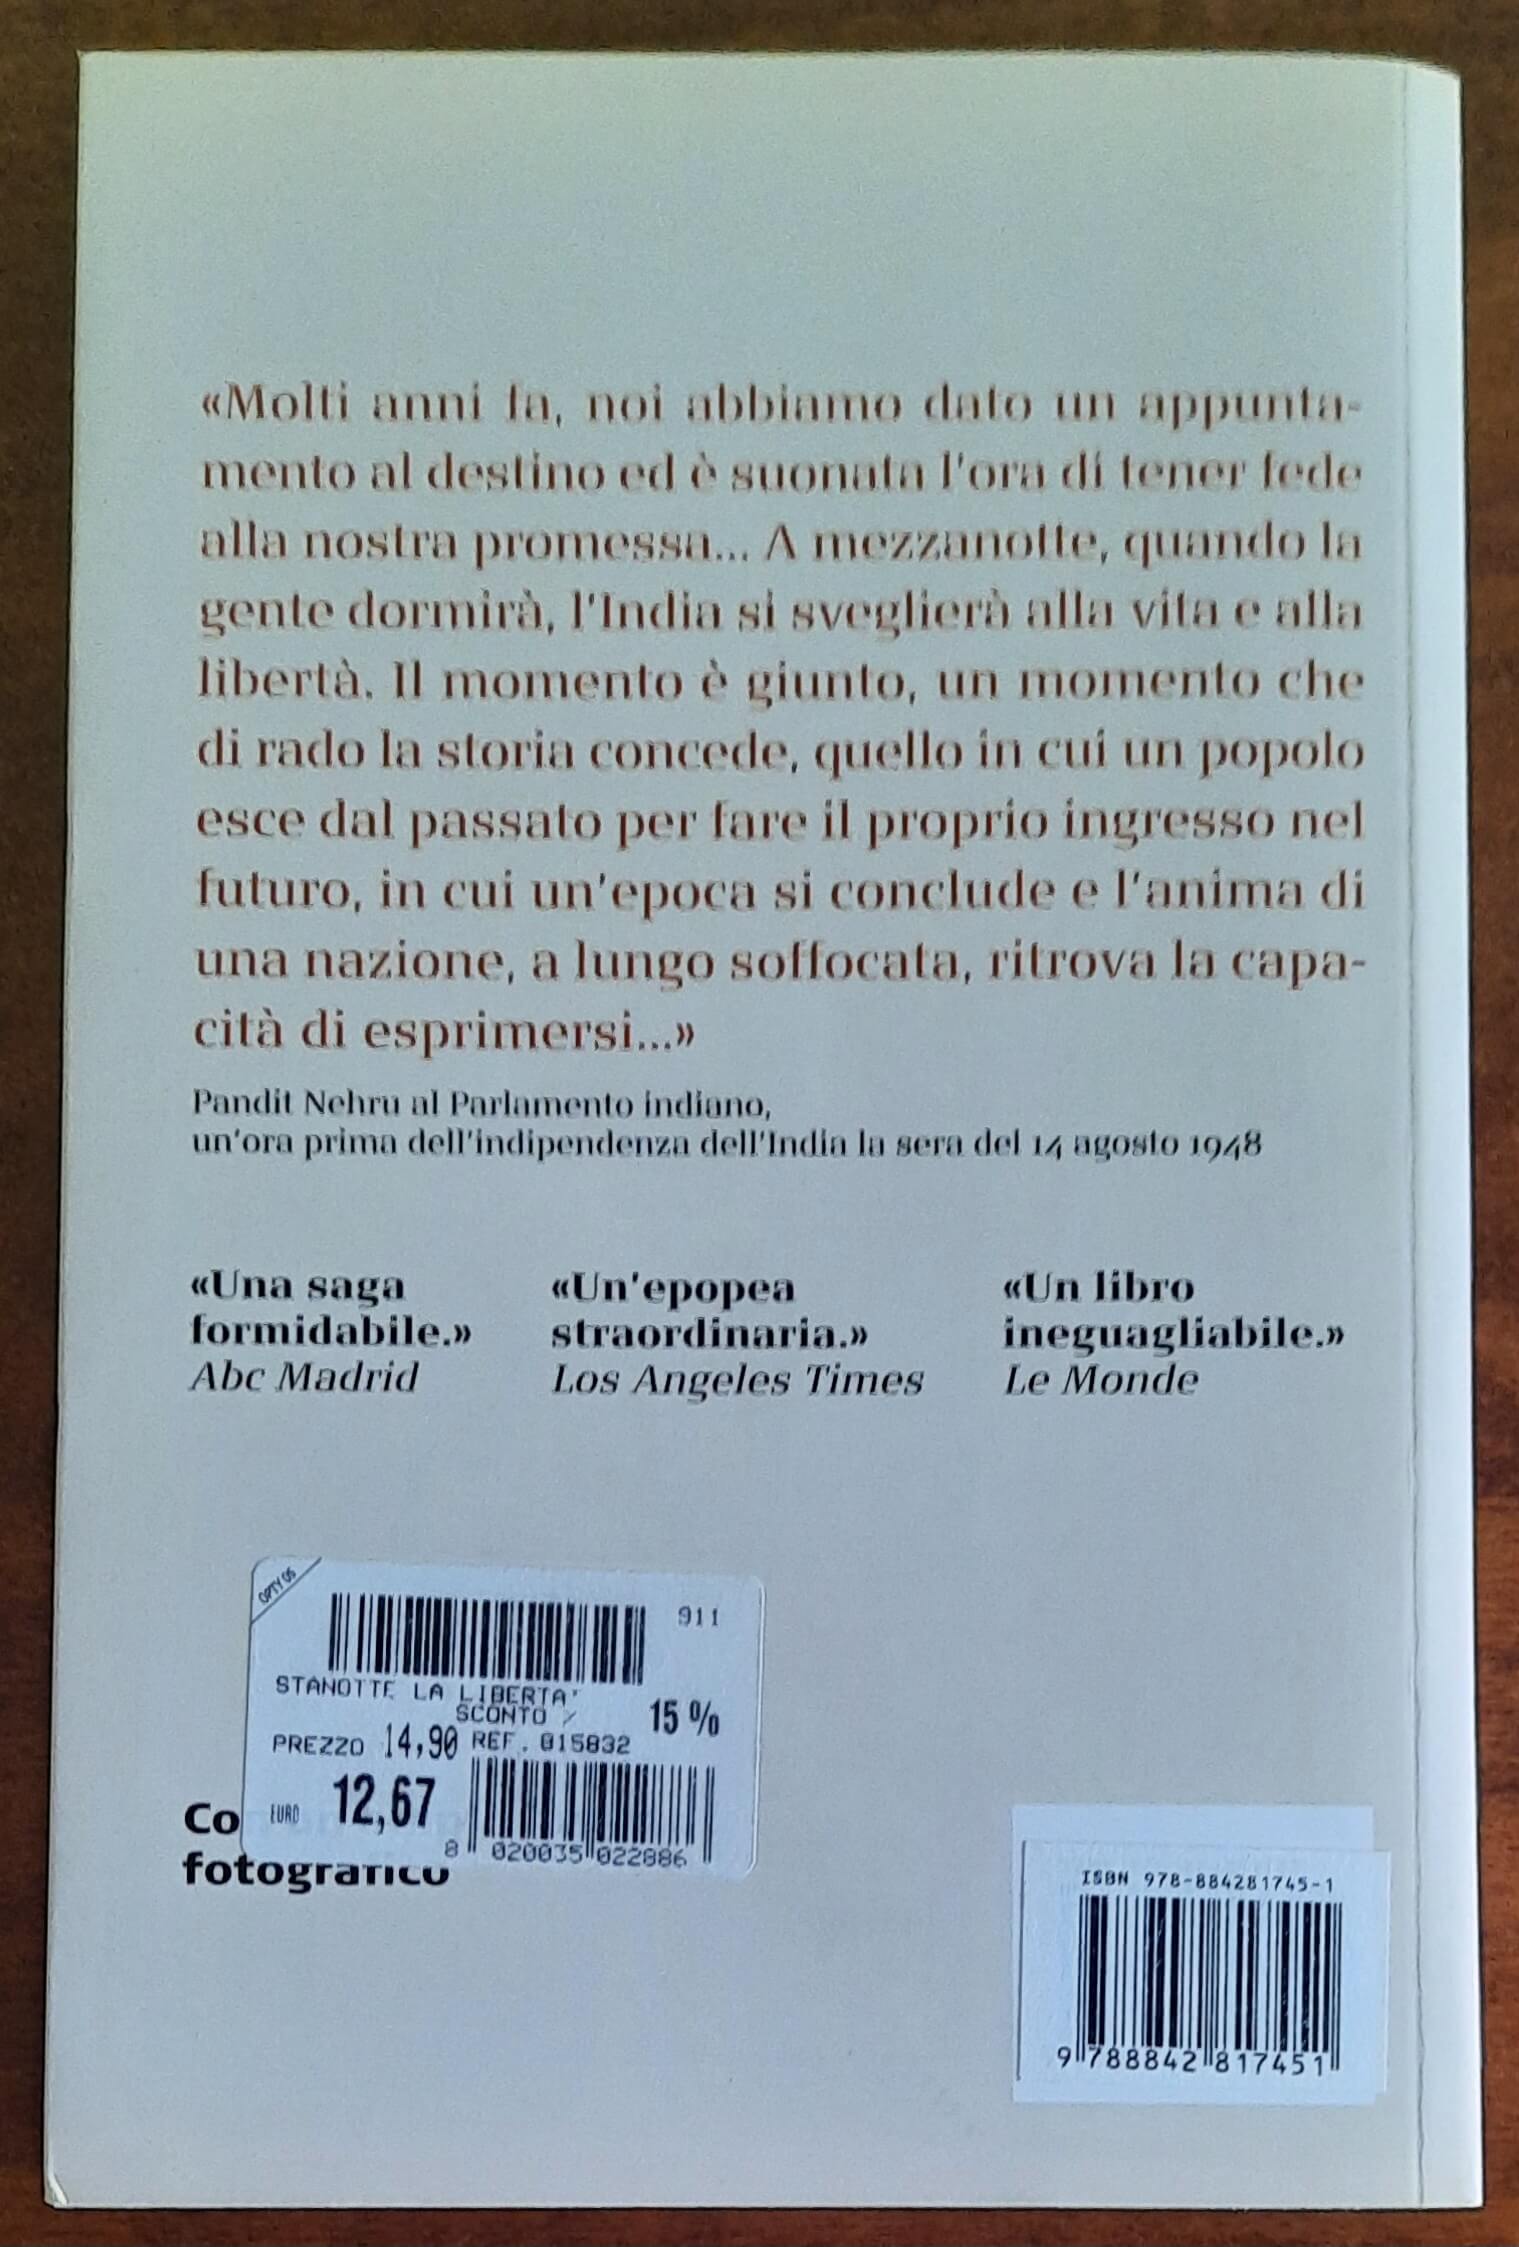 «Molti anni fa, noi abbiamo dato un appunta-
mento al destino ed è suonata l'ora di tener fede
alla nostra promessa... A mezzanotte, quando la
gente dormirà, l'India si sveglierà alla vita e alla
libertà. Il momento è giunto, un momento che
di rado la storia concede, quello in cui un popolo
esce dal passato per fare il proprio ingresso nel
futuro, in cui un'epoca si conclude e l'anima di
una nazione, a lungo soffocata, ritrova la capa-
cità di esprimersi...»
Pandit Nehru al Parlamento indiano,
un'ora prima dell'indipendenza dell'India la sera del 14 agosto 1948
«Una saga
formidabile.»
Abc Madrid
«Un'epopea
straordinaria.»
Los Angeles Times
«Un libro
ineguagliabile.»
Le Monde
OPTY 05
911
STANOTTE LA LIBERTA'
SCONTO % 15 %
PREZZO 14,90 REF. 015832
EURO 12,67
8 020035 022886
Co
fotografico
ISBN 978-884281745-1
9 788842 817451